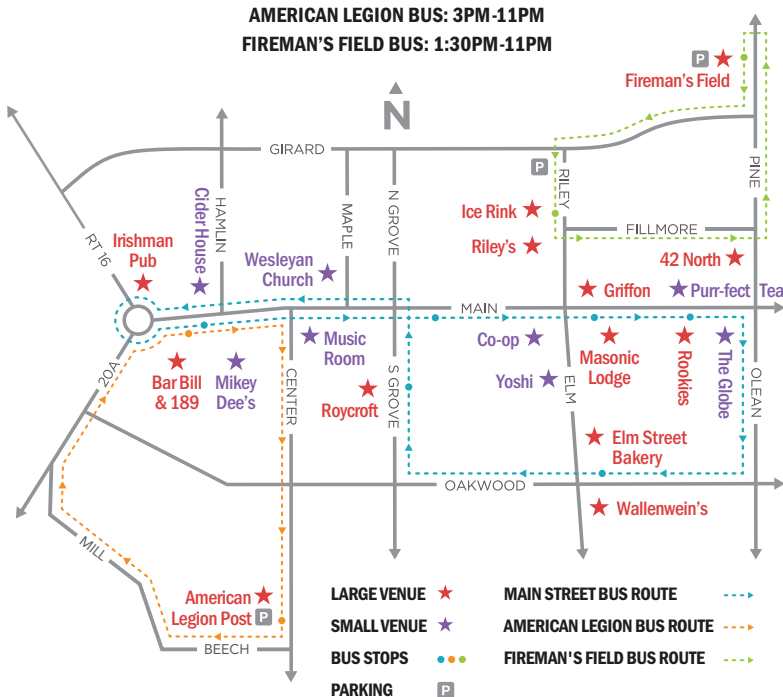 AMERICAN LEGION BUS: 3PM-11PM
FIREMAN'S FIELD BUS: 1:30PM-11PM
P
Fireman's Field
N
GIRARD
P
RILEY
PINE
HAMLIN
MAPLE
N GROVE
Cider House
RT 16
Irishman
Pub
Wesleyan
Church
Ice Rink
Riley's
FILLMORE
42 North
Griffon
Purr-fect Tea
MAIN
20A
Bar Bill
& 189
Mikey
Dee's
CENTER
Music
Room
Roycroft
S GROVE
Co-op
Yoshi
ELM
Masonic
Lodge
Rookies
The Globe
OLEAN
Elm Street
Bakery
OAKWOOD
Wallenwein's
MILL
American
Legion Post P
BEECH
LARGE VENUE
SMALL VENUE
BUS STOPS
PARKING P
MAIN STREET BUS ROUTE
AMERICAN LEGION BUS ROUTE
FIREMAN'S FIELD BUS ROUTE